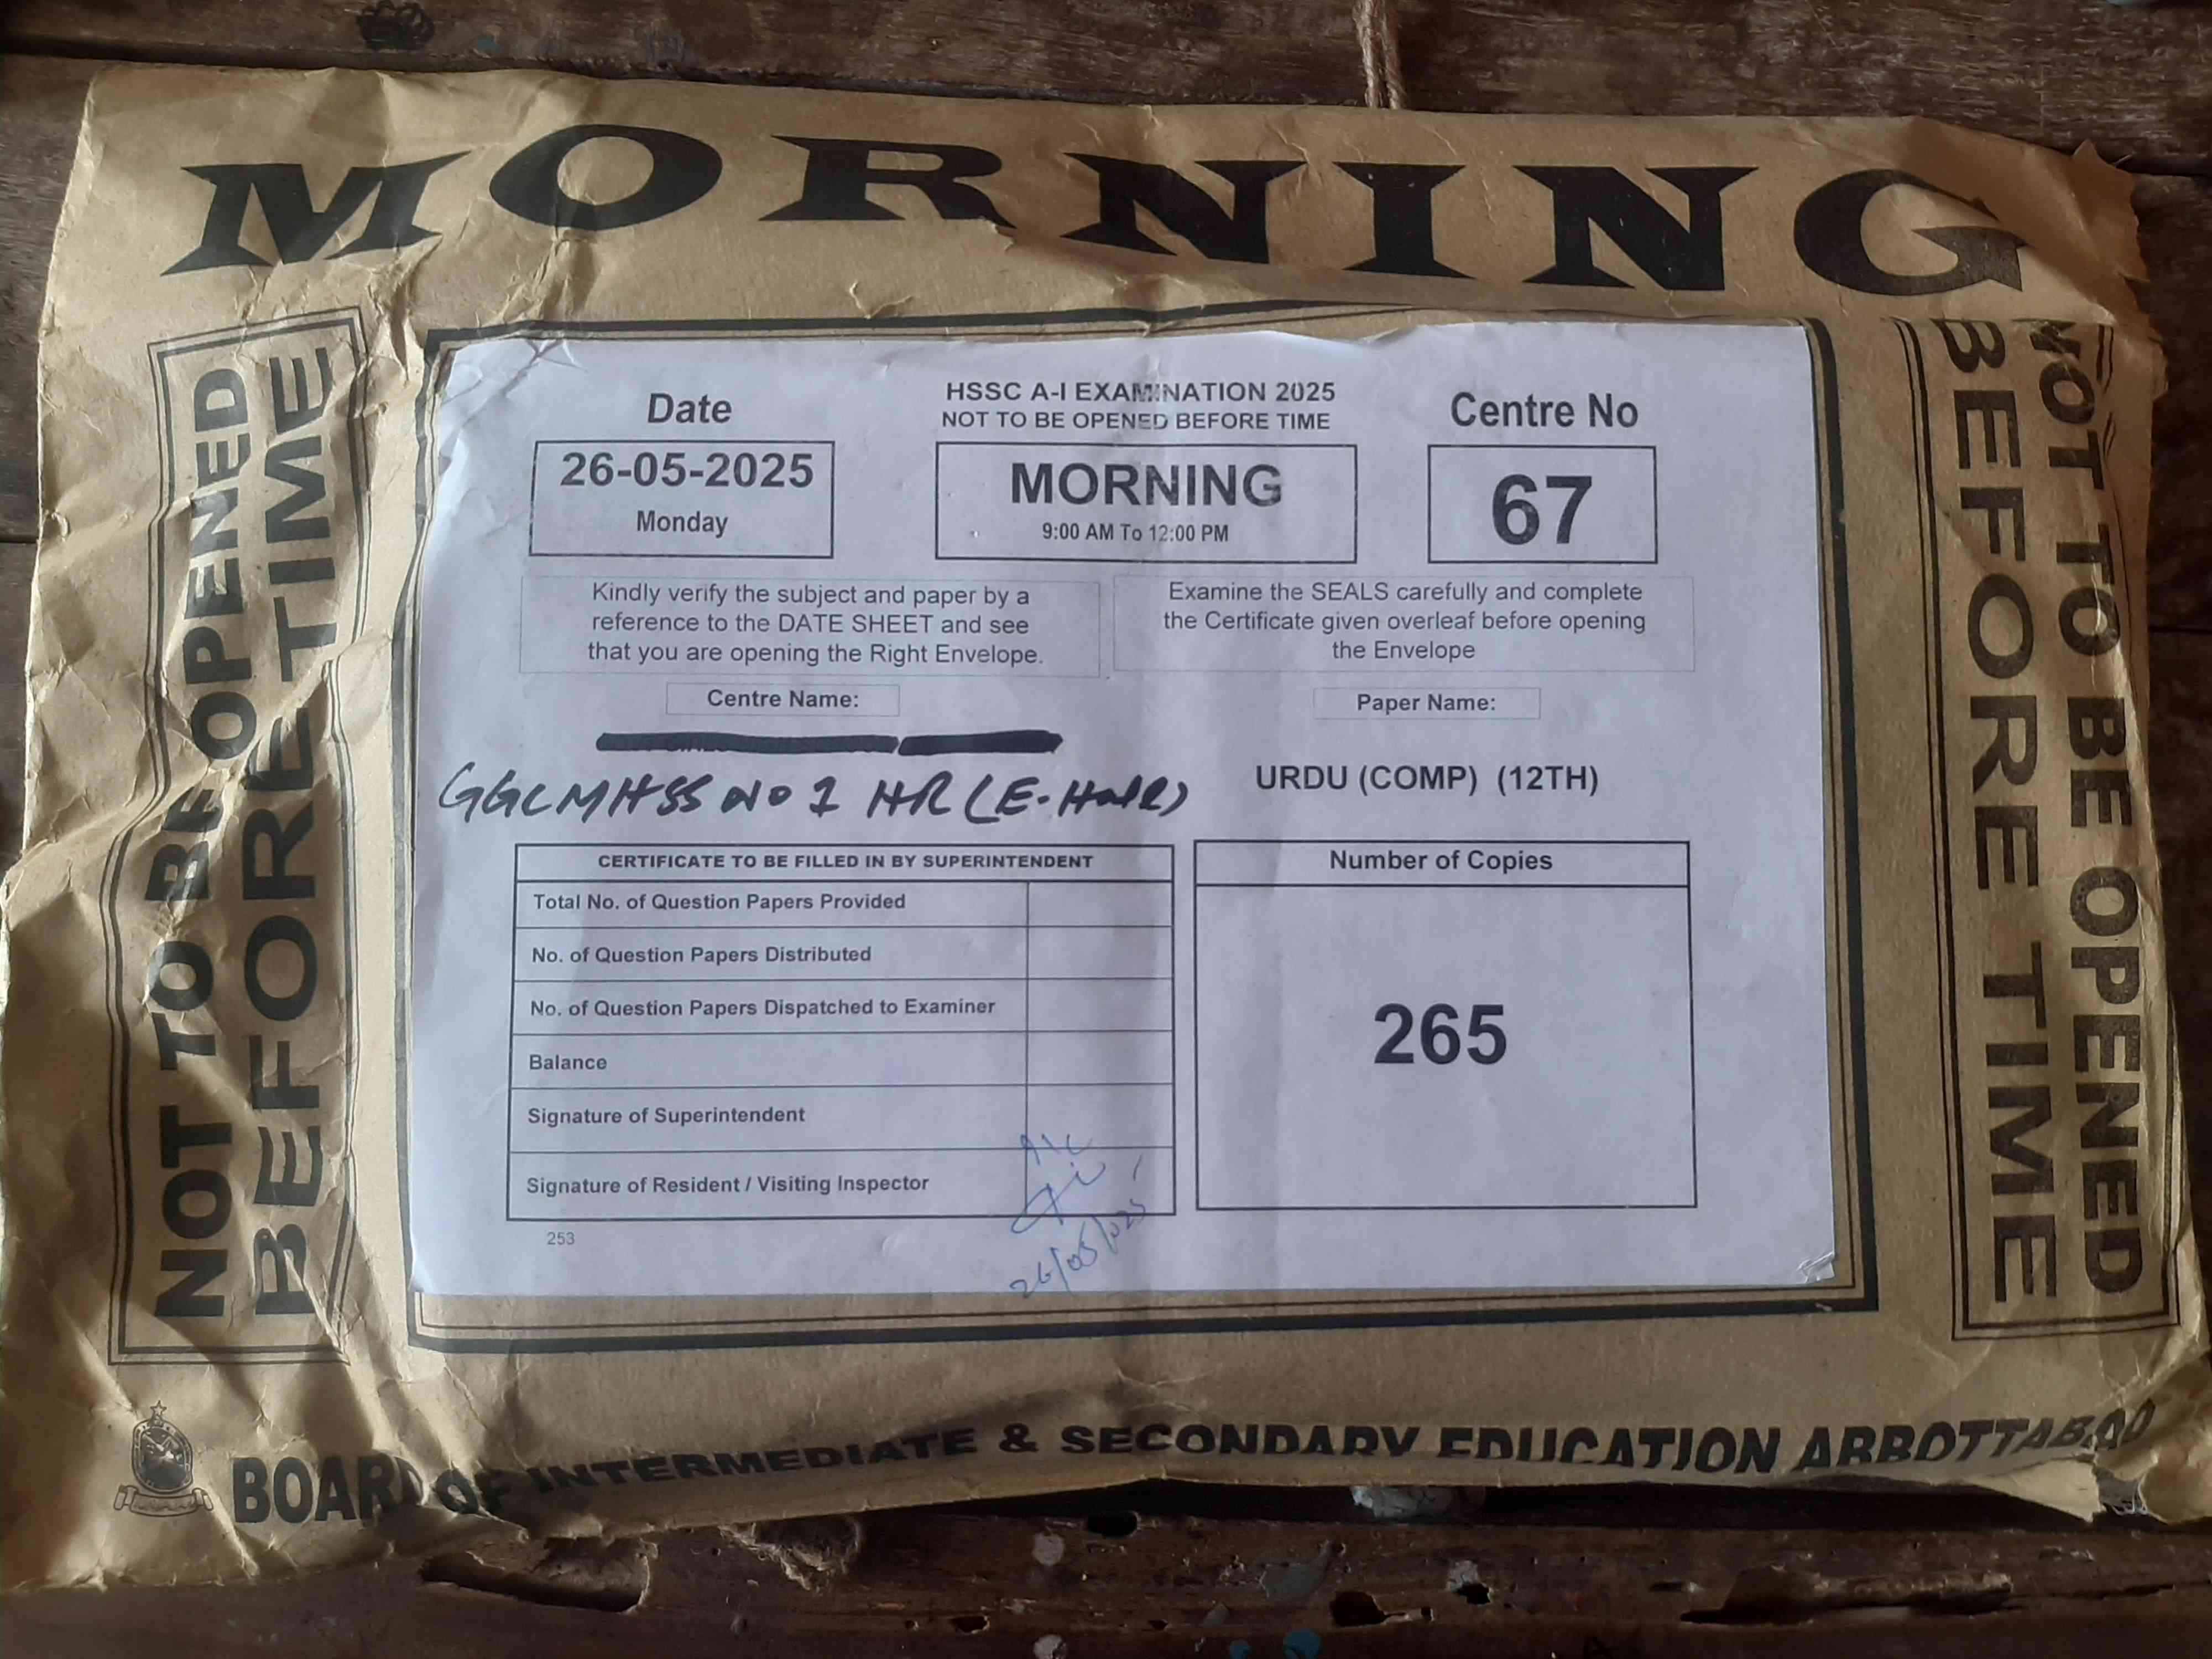 MORNING
NOT TO BE OPENED
BEFORE TIME
Date
26-05-2025
Monday
HSSC A-I EXAMINATION 2025
NOT TO BE OPENED BEFORE TIME
MORNING
9:00 AM To 12:00 PM
Centre No
67
Kindly verify the subject and paper by a
reference to the DATE SHEET and see
that you are opening the Right Envelope.
Examine the SEALS carefully and complete
the Certificate given overleaf before opening
the Envelope
Centre Name:
GGCMHSS NO 1 HR (E-Hall)
Paper Name:
URDU (COMP) (12TH)
CERTIFICATE TO BE FILLED IN BY SUPERINTENDENT
Total No. of Question Papers Provided
No. of Question Papers Distributed
No. of Question Papers Dispatched to Examiner
Balance
Signature of Superintendent
Signature of Resident / Visiting Inspector
26/05/025
253
Number of Copies
265
NOT TO BE OPENED
BEFORE TIME
BOARD OF INTERMEDIATE & SECONDARY EDUCATION ABBOTTABAD